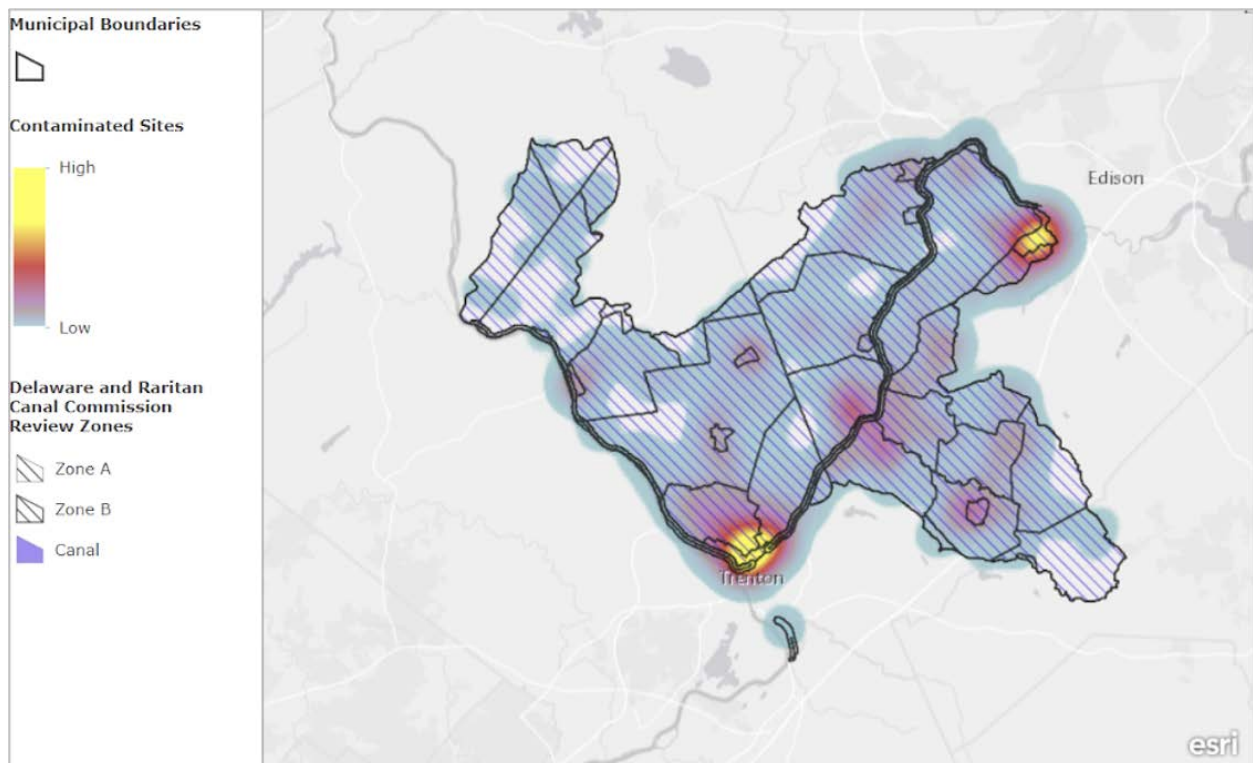 Municipal Boundaries
Contaminated Sites
High
Low
Delaware and Raritan
Canal Commission
Review Zones
Zone A
Zone B
Canal
Edison
Trenton
esri